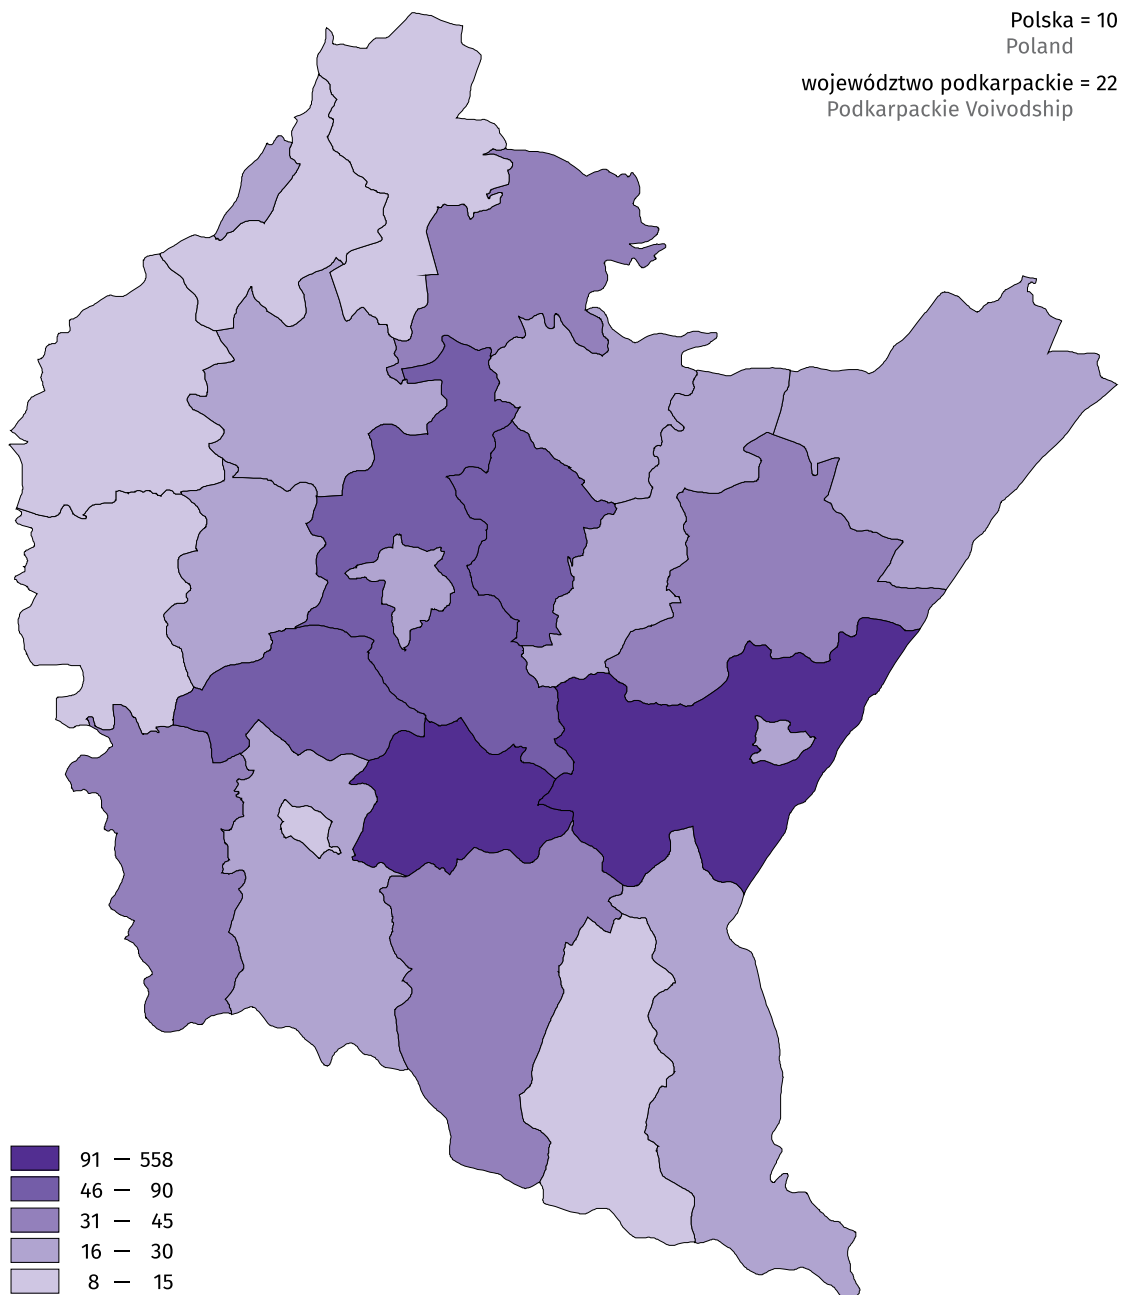 Polska = 10
Poland
województwo podkarpackie = 22
Podkarpackie Voivodship
91 — 558
46 — 90
31 — 45
16 — 30
8 — 15